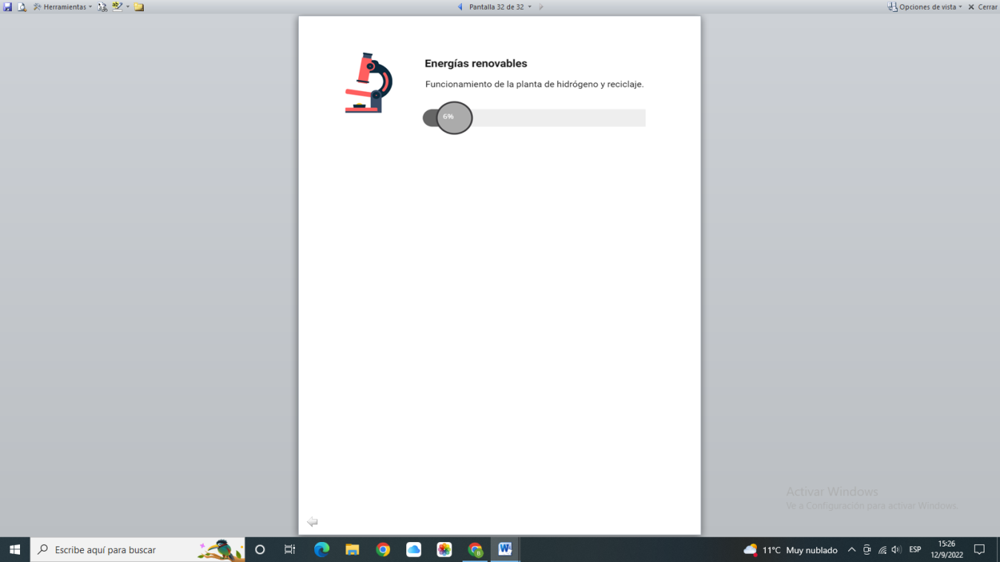 Herramientas
Pantalla 32 de 32
Opciones de vista
Cerrar
Energías renovables
Funcionamiento de la planta de hidrógeno y reciclaje.
6%
Activar Windows
Ve a Configuración para activar Windows.
Escribe aquí para buscar
11°C Muy nublado
ESP
15:26
12/9/2022